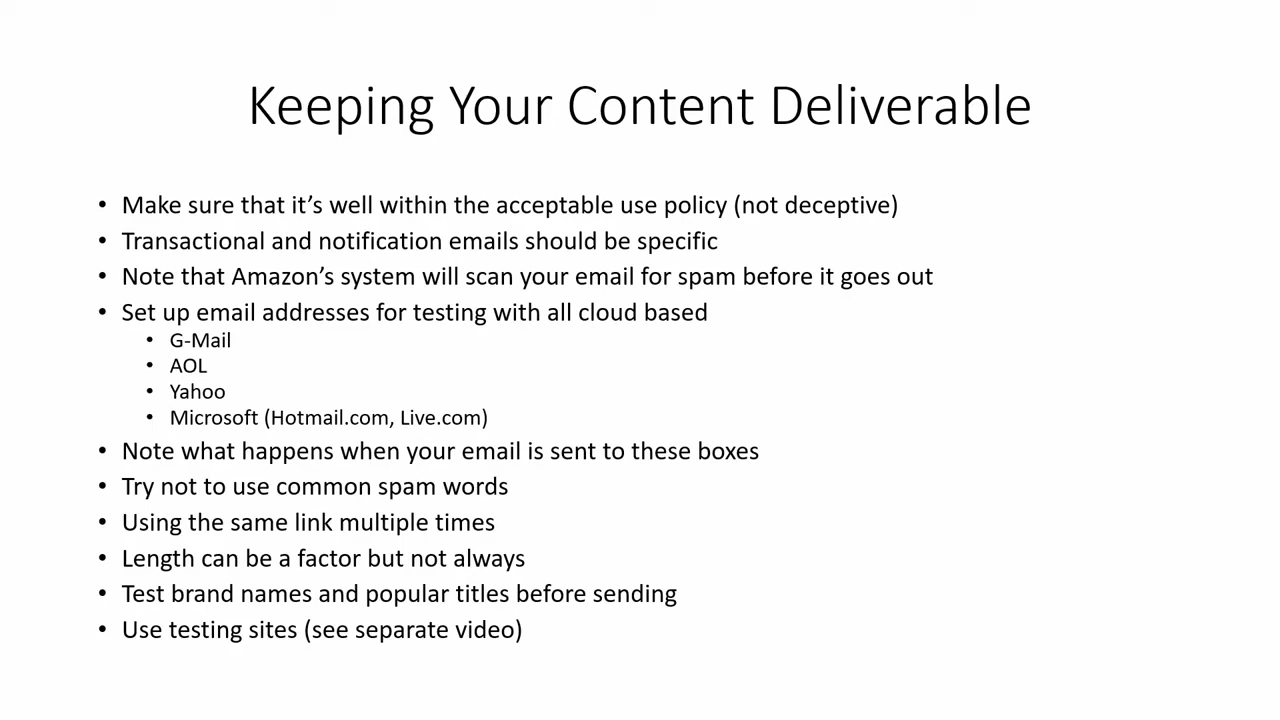 Keeping Your Content Deliverable
• Make sure that it’s well within the acceptable use policy (not deceptive)
• Transactional and notification emails should be specific
• Note that Amazon’s system will scan your email for spam before it goes out
• Set up email addresses for testing with all cloud based
• G-Mail
• AOL
• Yahoo
• Microsoft (Hotmail.com, Live.com)
• Note what happens when your email is sent to these boxes
• Try not to use common spam words
• Using the same link multiple times
• Length can be a factor but not always
• Test brand names and popular titles before sending
• Use testing sites (see separate video)